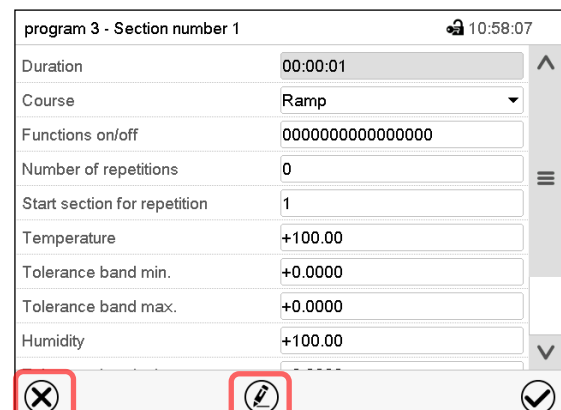 program 3 - Section number 1 10:58:07
Duration 00:00:01
Course Ramp
Functions on/off 0000000000000000
Number of repetitions 0
Start section for repetition 1
Temperature +100.00
Tolerance band min. +0.0000
Tolerance band max. +0.0000
Humidity +100.00